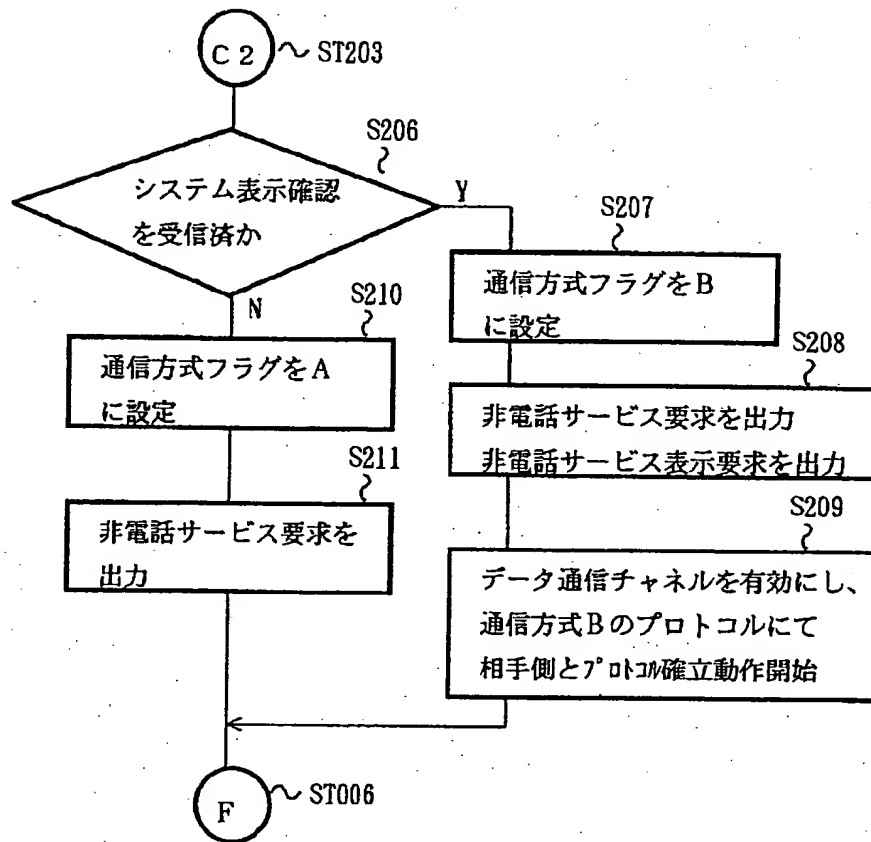 C2
ST203
S206
システム表示確認
を受信済か
Y
N
S207
通信方式フラグをB
に設定
S210
通信方式フラグをA
に設定
S208
非電話サービス要求を出力
非電話サービス表示要求を出力
S211
非電話サービス要求を
出力
S209
データ通信チャネルを有効にし、
通信方式Bのプロトコルにて
相手側とプロトコル確立動作開始
F
ST006